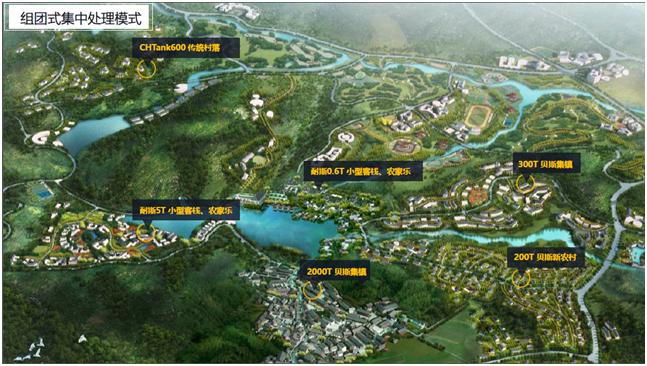 组团式集中处理模式
CHTank600 传统村落
耐斯0.6T 小型客栈、农家乐
300T 贝斯集镇
耐斯5T 小型客栈、农家乐
2000T 贝斯集镇
200T 贝斯新农村